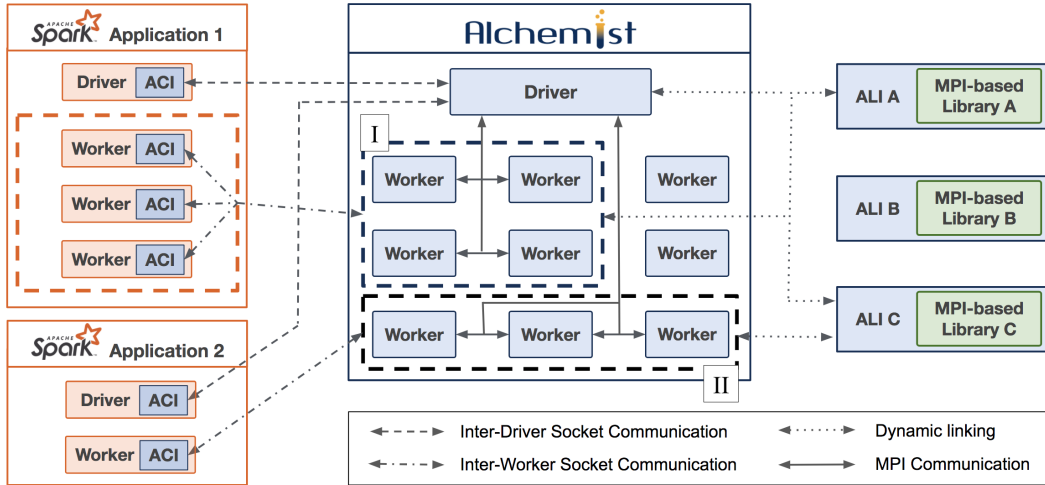 APACHE
Spark™ Application 1
Driver ACI
Worker ACI
Worker ACI
Worker ACI
APACHE
Spark™ Application 2
Driver ACI
Worker ACI
Alchemist
Driver
I
Worker Worker Worker
Worker Worker Worker
Worker Worker Worker
II
ALI A
MPI-based
Library A
ALI B
MPI-based
Library B
ALI C
MPI-based
Library C
Inter-Driver Socket Communication
Dynamic linking
Inter-Worker Socket Communication
MPI Communication